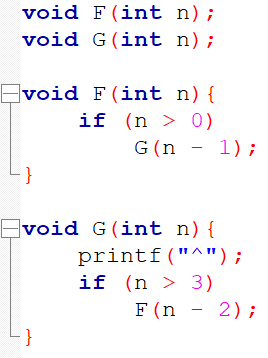 void F(int n);
void G(int n);

void F(int n){
    if (n > 0)
        G(n - 1);
}

void G(int n){
    printf("^");
    if (n > 3)
        F(n - 2);
}